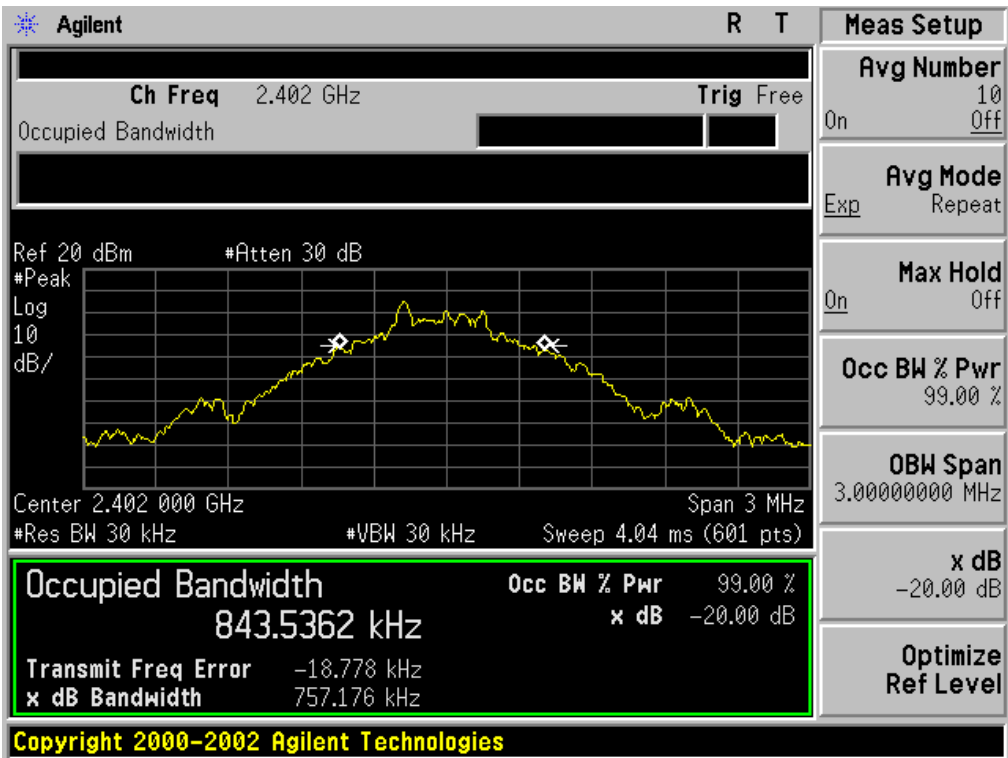 Agilent R T
Ch Freq 2.402 GHz Trig Free
Occupied Bandwidth
Ref 20 dBm #Atten 30 dB
#Peak
Log
10
dB/
Center 2.402 000 GHz Span 3 MHz
#Res BW 30 kHz #VBW 30 kHz Sweep 4.04 ms (601 pts)
Occupied Bandwidth Occ BW % Pwr 99.00 %
843.5362 kHz x dB -20.00 dB
Transmit Freq Error -18.778 kHz
x dB Bandwidth 757.176 kHz
Copyright 2000-2002 Agilent Technologies
Meas Setup
Avg Number
10
On Off
Avg Mode
Exp Repeat
Max Hold
On Off
Occ BW % Pwr
99.00 %
OBW Span
3.00000000 MHz
x dB
-20.00 dB
Optimize
Ref Level